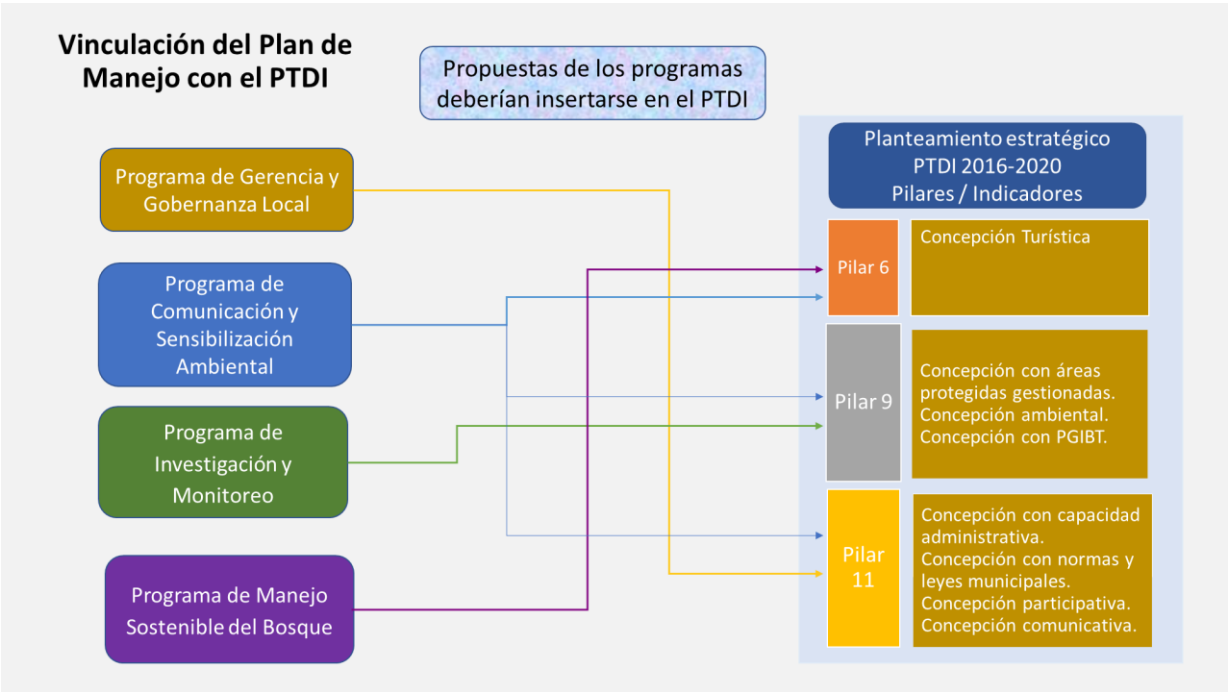 Vinculación del Plan de
Manejo con el PTDI
Propuestas de los programas
deberían insertarse en el PTDI
Programa de Gerencia y
Gobernanza Local
Programa de
Comunicación y
Sensibilización
Ambiental
Programa de
Investigación y
Monitoreo
Programa de Manejo
Sostenible del Bosque
Planteamiento estratégico
PTDI 2016-2020
Pilares / Indicadores
Pilar 6
Concepción Turística
Pilar 9
Concepción con áreas
protegidas gestionadas.
Concepción ambiental.
Concepción con PGIBT.
Pilar
11
Concepción con capacidad
administrativa.
Concepción con normas y
leyes municipales.
Concepción participativa.
Concepción comunicativa.